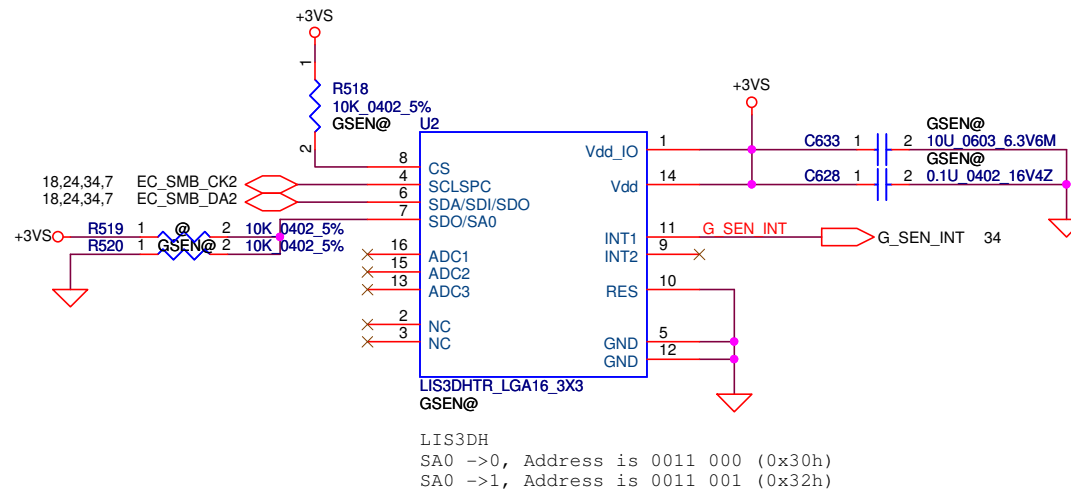 +3VS
1
R518
10K_0402_5%
GSEN@
2
U2
+3VS
8 CS
18,24,34,7 EC_SMB_CK2 4 SCLSPC
18,24,34,7 EC_SMB_DA2 6 SDA/SDI/SDO
7 SDO/SA0
+3VS R519 1 @ 2 10K_0402_5%
R520 1 GSEN@ 2 10K_0402_5%
16 ADC1
15 ADC2
13 ADC3
2 NC
3 NC
GSEN@
Vdd_IO 1 C633 1 2 10U_0603_6.3V6M
GSEN@
Vdd 14 C628 1 2 0.1U_0402_16V4Z
INT1 11 G_SEN_INT G_SEN_INT 34
INT2 9
RES 10
GND 5
GND 12
LIS3DHTR_LGA16_3X3
GSEN@
LIS3DH
SA0 ->0, Address is 0011 000 (0x30h)
SA0 ->1, Address is 0011 001 (0x32h)